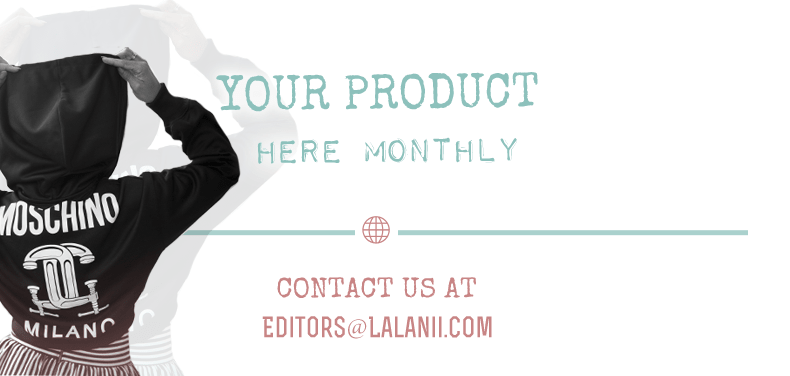 YOUR PRODUCT
HERE MONTHLY
MOSCHINO
MILANO
CONTACT US AT
EDITORS@LALANII.COM